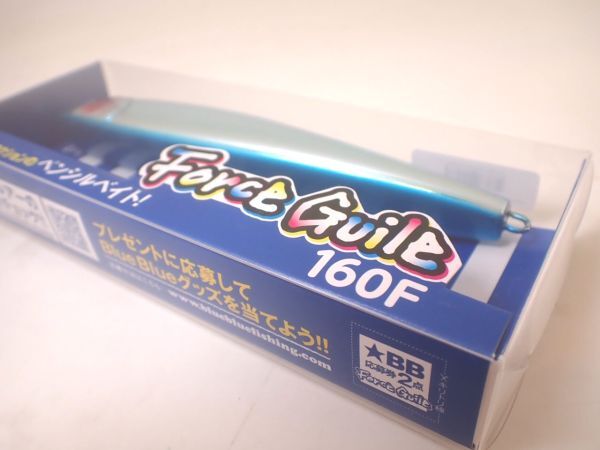 ペンシルベイト!
Force Guilt
160F
プレゼントに応募して
BlueBlueグッズを当てよう!!
www.bluebluefishing.com
★BB
応募券2点
Force Guilt